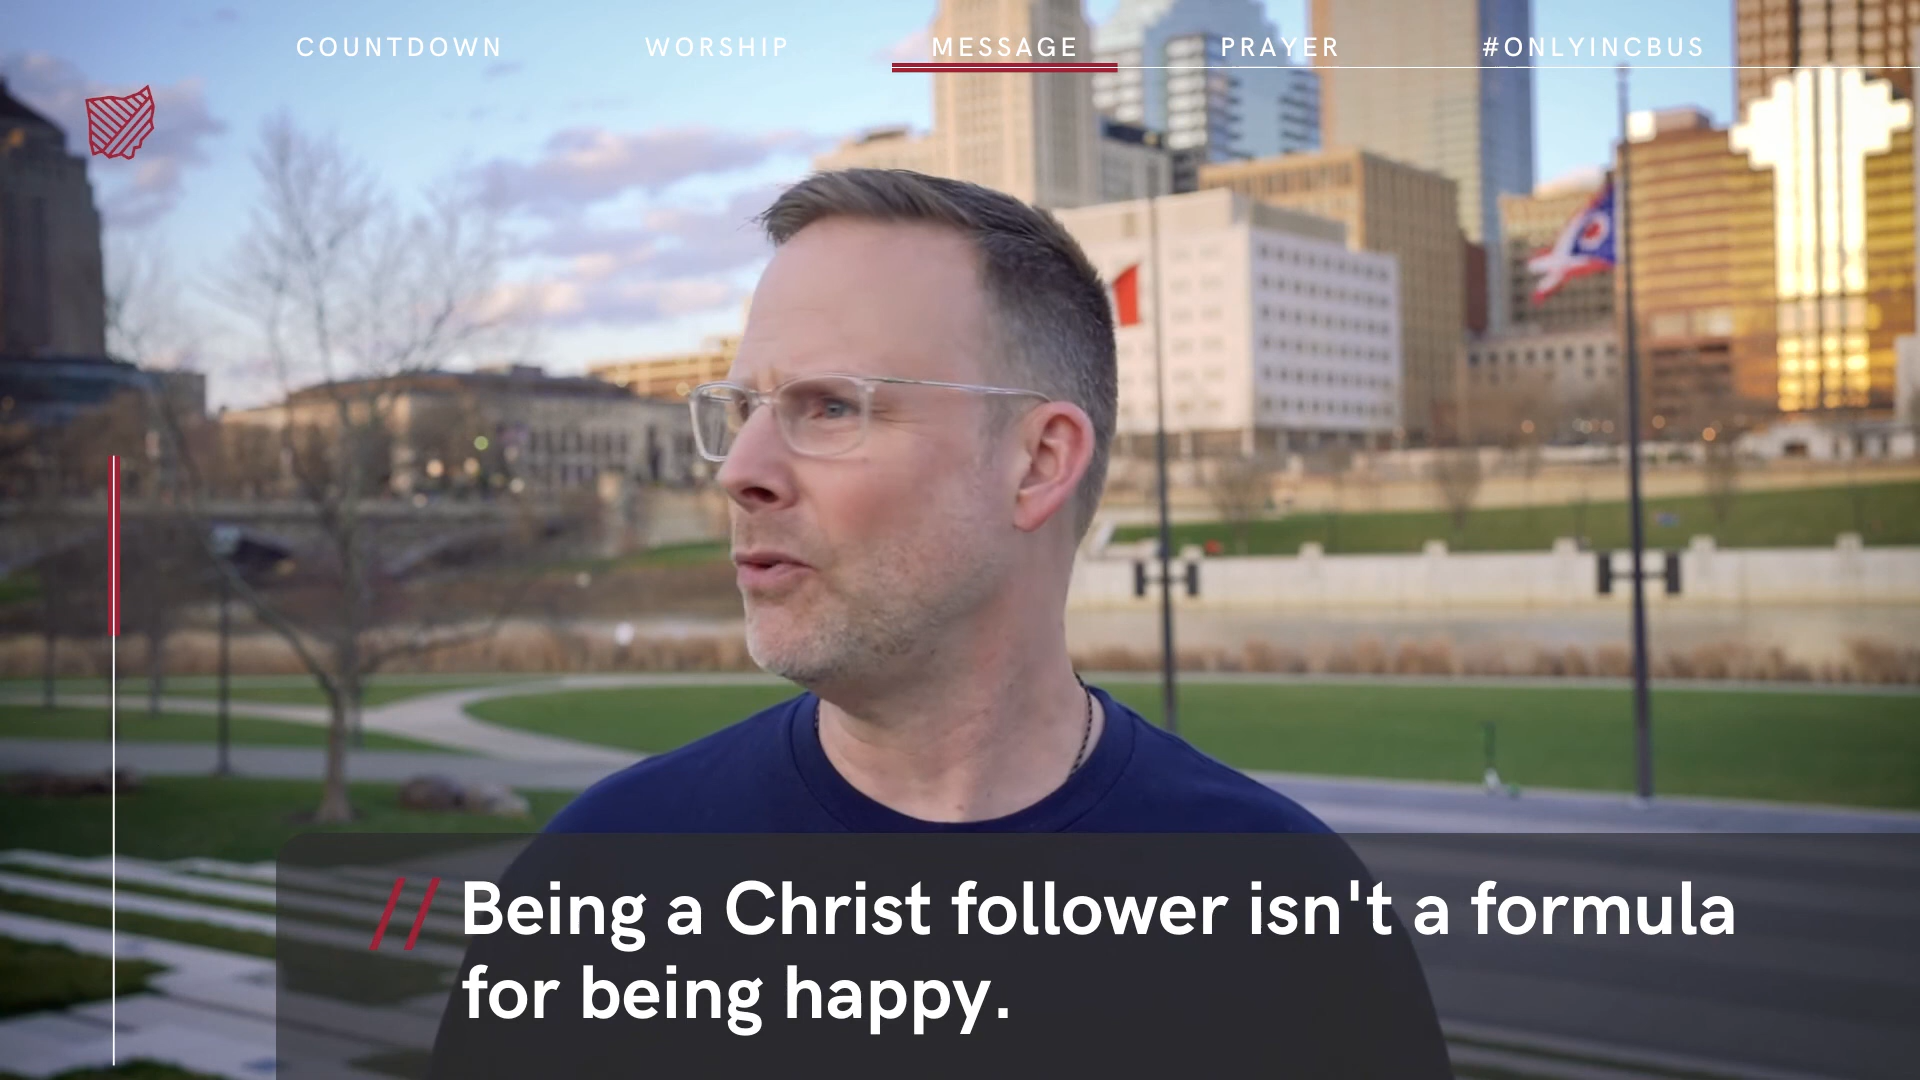 COUNTDOWN WORSHIP MESSAGE PRAYER #ONLYINCBUS
// Being a Christ follower isn't a formula
for being happy.